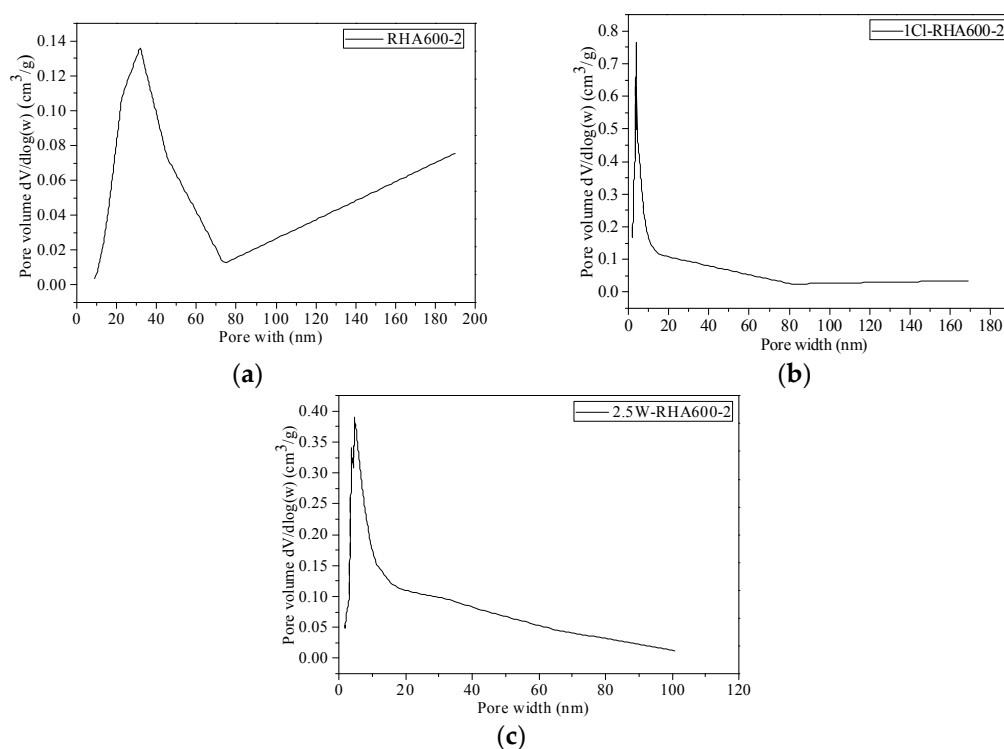 RHA600-2
Pore volume dV/dlog(w) (cm³/g)
0.14
0.12
0.10
0.08
0.06
0.04
0.02
0.00
0 20 40 60 80 100 120 140 160 180 200
Pore with (nm)
(a)
1Cl-RHA600-2
Pore volume dV/dlog(w) (cm³/g)
0.8
0.7
0.6
0.5
0.4
0.3
0.2
0.1
0.0
0 20 40 60 80 100 120 140 160 180
Pore width (nm)
(b)
2.5W-RHA600-2
Pore volume dV/dlog(w) (cm³/g)
0.40
0.35
0.30
0.25
0.20
0.15
0.10
0.05
0.00
0 20 40 60 80 100 120
Pore width (nm)
(c)